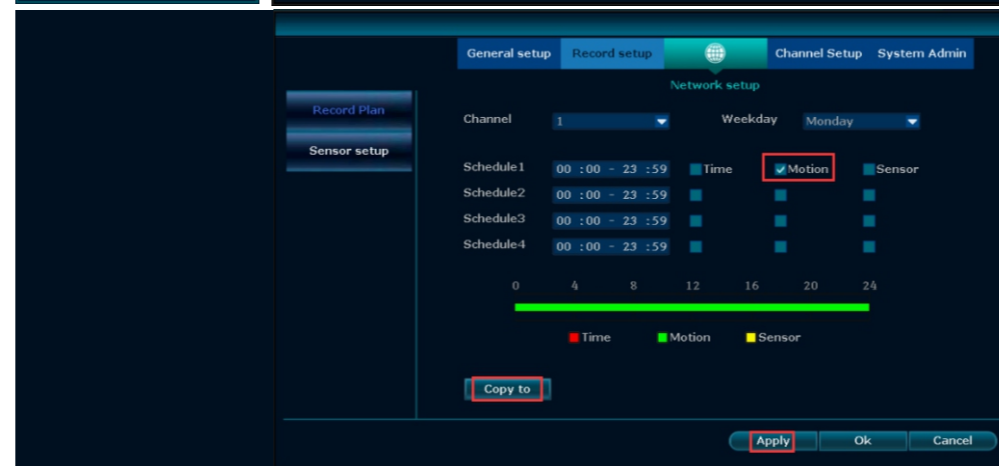 General setup Record setup Channel Setup System Admin
Network setup
Record Plan
Sensor setup
Channel 1 Weekday Monday
Schedule1 00 :00 - 23 :59 Time Motion Sensor
Schedule2 00 :00 - 23 :59
Schedule3 00 :00 - 23 :59
Schedule4 00 :00 - 23 :59
0 4 8 12 16 20 24
Time Motion Sensor
Copy to
Apply Ok Cancel